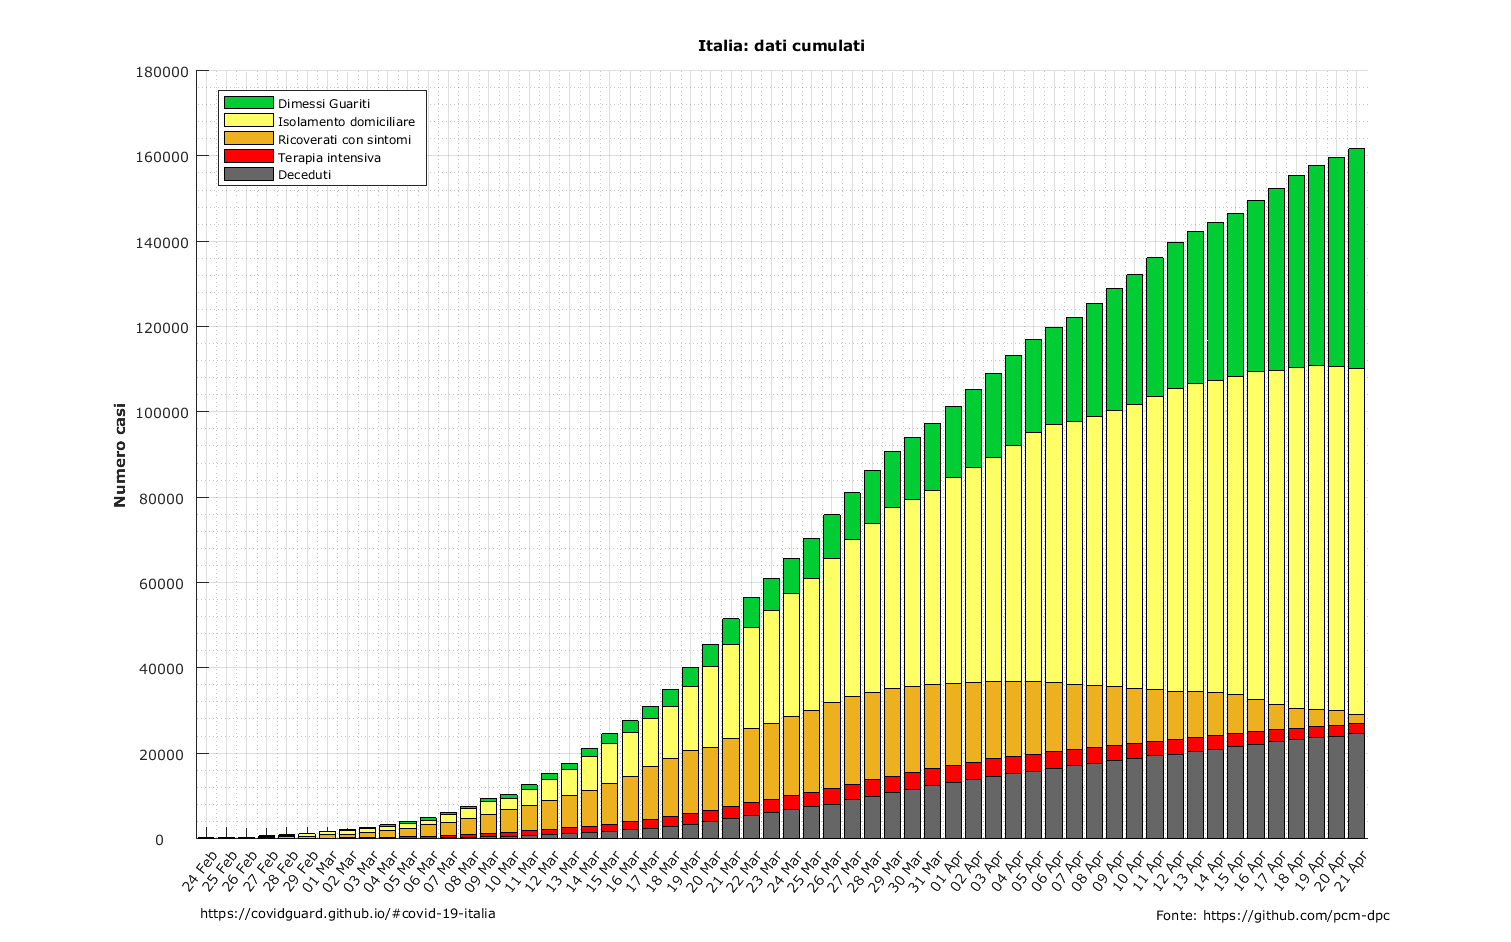 Italia: dati cumulati
180000
160000
140000
120000
100000
80000
60000
40000
20000
0
Numero casi
Dimessi Guariti
Isolamento domiciliare
Ricoverati con sintomi
Terapia intensiva
Deceduti
24 Feb
25 Feb
26 Feb
27 Feb
28 Feb
29 Feb
01 Mar
02 Mar
03 Mar
04 Mar
05 Mar
06 Mar
07 Mar
08 Mar
09 Mar
10 Mar
11 Mar
12 Mar
13 Mar
14 Mar
15 Mar
16 Mar
17 Mar
18 Mar
19 Mar
20 Mar
21 Mar
22 Mar
23 Mar
24 Mar
25 Mar
26 Mar
27 Mar
28 Mar
29 Mar
30 Mar
31 Mar
01 Apr
02 Apr
03 Apr
04 Apr
05 Apr
06 Apr
07 Apr
08 Apr
09 Apr
10 Apr
11 Apr
12 Apr
13 Apr
14 Apr
15 Apr
16 Apr
17 Apr
18 Apr
19 Apr
20 Apr
21 Apr
https://covidguard.github.io/#covid-19-italia
Fonte: https://github.com/pcm-dpc